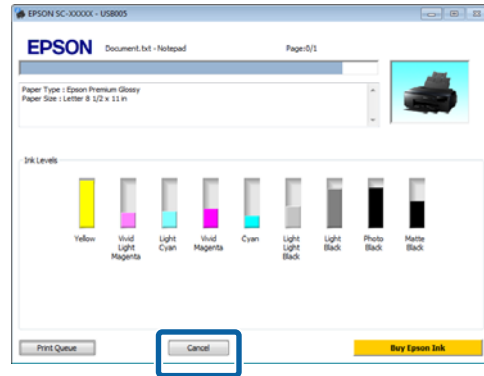 EPSON SC-XXXXX - USB005
EPSON
Document.txt - Notepad
Page:0/1
Paper Type : Epson Premium Glossy
Paper Size : Letter 8 1/2 x 11 in
Ink Levels
Yellow
Vivid
Light
Magenta
Light
Cyan
Vivid
Magenta
Cyan
Light
Light
Black
Light
Black
Photo
Black
Matte
Black
Print Queue
Cancel
Buy Epson Ink